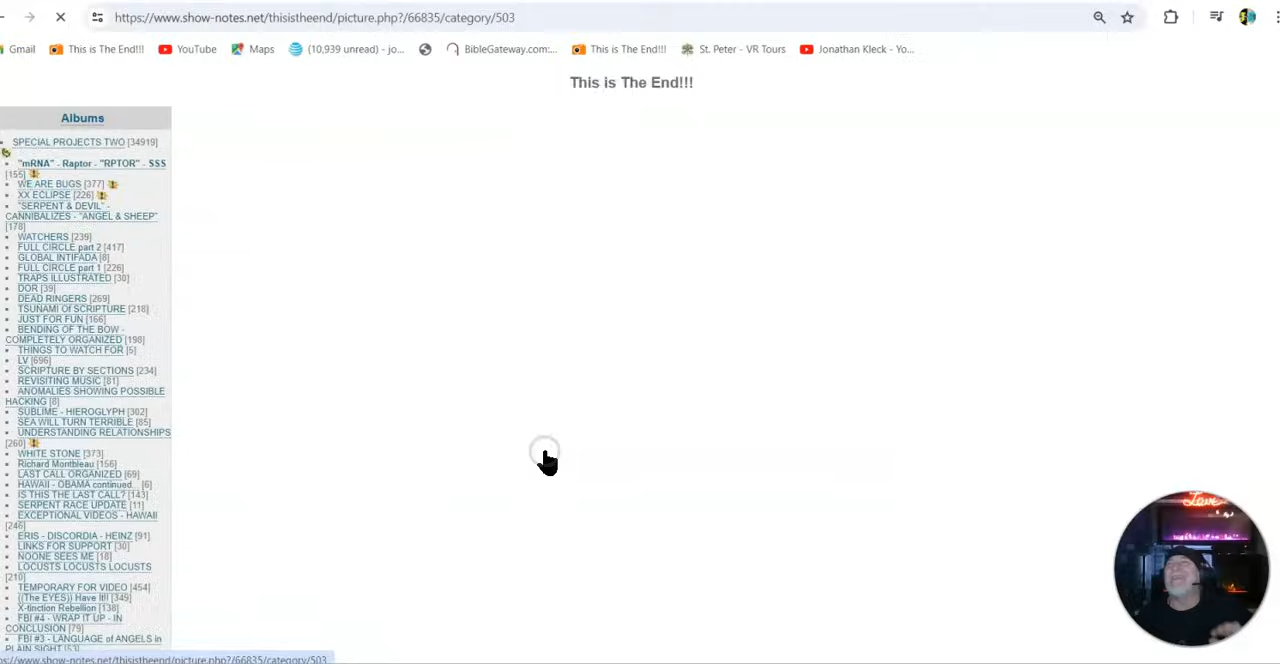 https://www.show-notes.net/thisistheend/picture.php?/66835/category/503
Gmail This is The End!!! YouTube Maps (10,939 unread) - jo... BibleGateway.com:... This is The End!!! St. Peter - VR Tours Jonathan Kleck - Yo...
This is The End!!!
Albums
SPECIAL PROJECTS TWO [34919]
"mRNA" - Raptor - "RPTOR" - SSS
[155]
WE ARE BUGS [377]
XX ECLIPSE [226]
"SERPENT & DEVIL" -
CANNIBALIZES - "ANGEL & SHEEP"
[178]
WATCHERS [239]
FULL CIRCLE part 2 [417]
GLOBAL INTIFADA [8]
FULL CIRCLE part 1 [226]
TRAPS ILLUSTRATED [30]
DOR [39]
DEAD RINGERS [269]
TSUNAMI Of SCRIPTURE [218]
JUST FOR FUN [166]
BENDING OF THE BOW -
COMPLETELY ORGANIZED [198]
THINGS TO WATCH FOR [5]
LV [696]
SCRIPTURE BY SECTIONS [234]
REVISITING MUSIC [81]
ANOMALIES SHOWING POSSIBLE
HACKING [8]
SUBLIME - HIEROGLYPH [302]
SEA WILL TURN TERRIBLE [85]
UNDERSTANDING RELATIONSHIPS
[260]
WHITE STONE [373]
Richard Montbleau [156]
LAST CALL ORGANIZED [69]
HAWAII - OBAMA continued... [6]
IS THIS THE LAST CALL? [143]
SERPENT RACE UPDATE [11]
EXCEPTIONAL VIDEOS - HAWAII
[246]
ERIS - DISCORDIA - HEINZ [91]
LINKS FOR SUPPORT [30]
NOONE SEES ME [18]
LOCUSTS LOCUSTS LOCUSTS
[210]
TEMPORARY FOR VIDEO [454]
((The EYES)) Have It!! [349]
X-tinction Rebellion [138]
FBI #4 - WRAP IT UP - IN
CONCLUSION [79]
FBI #3 - LANGUAGE of ANGELS in
PLAIN SIGHT [53]
ps://www.show-notes.net/thisistheend/picture.php?/66835/category/503
Love